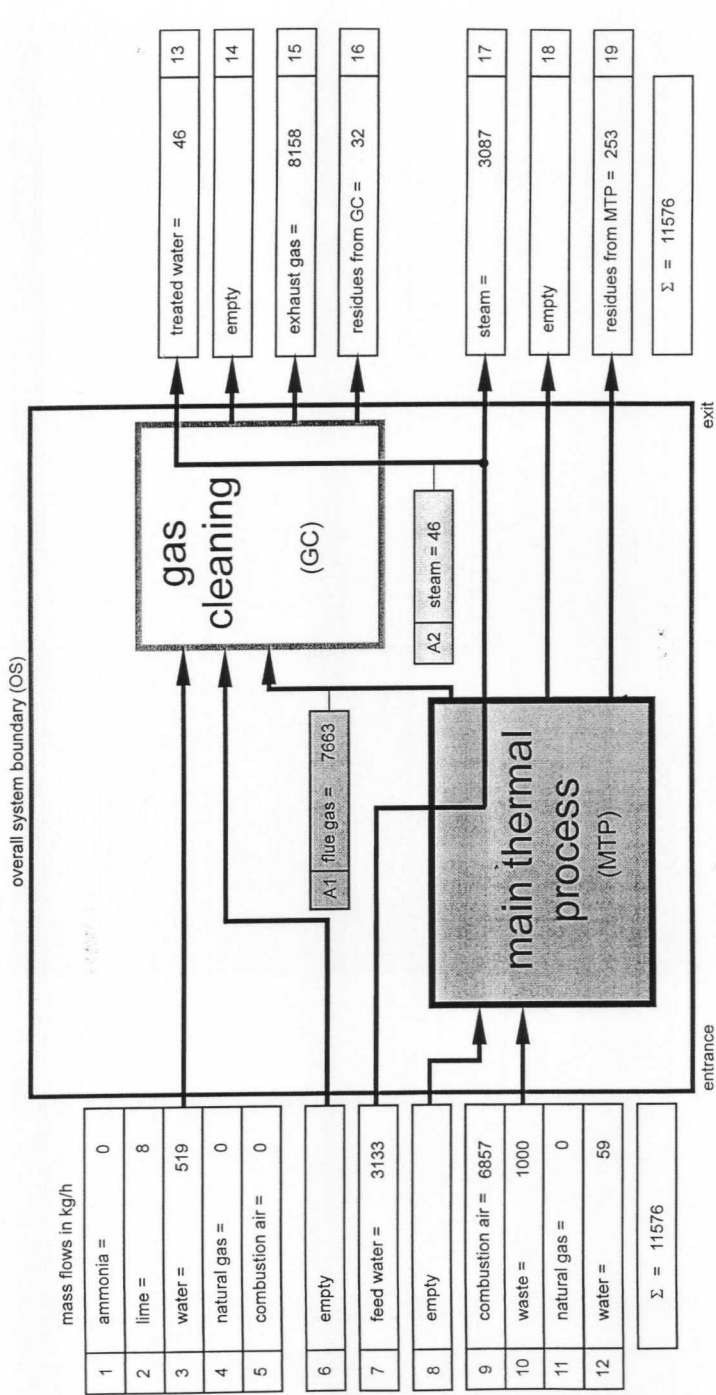 overall system boundary (OS)
mass flows in kg/h
1 ammonia = 0
2 lime = 8
3 water = 519
4 natural gas = 0
5 combustion air = 0
6 empty
7 feed water = 3133
8 empty
9 combustion air = 6857
10 waste = 1000
11 natural gas = 0
12 water = 59
Σ = 11576
entrance
A1 flue gas = 7663
main thermal
process
(MTP)
gas
cleaning
(GC)
A2 steam = 46
exit
treated water = 46 13
empty 14
exhaust gas = 8158 15
residues from GC = 32 16
steam = 3087 17
empty 18
residues from MTP = 253 19
Σ = 11576